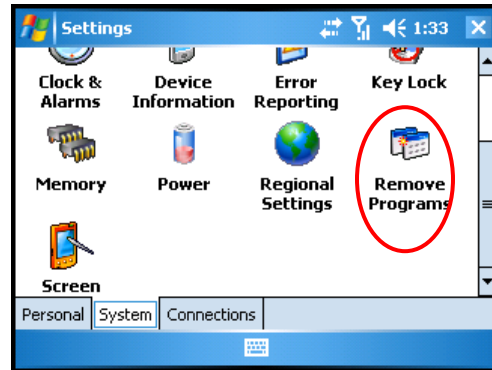 Settings 1:33
Clock & Alarms
Device Information
Error Reporting
Key Lock
Memory
Power
Regional Settings
Remove Programs
Screen
Personal System Connections